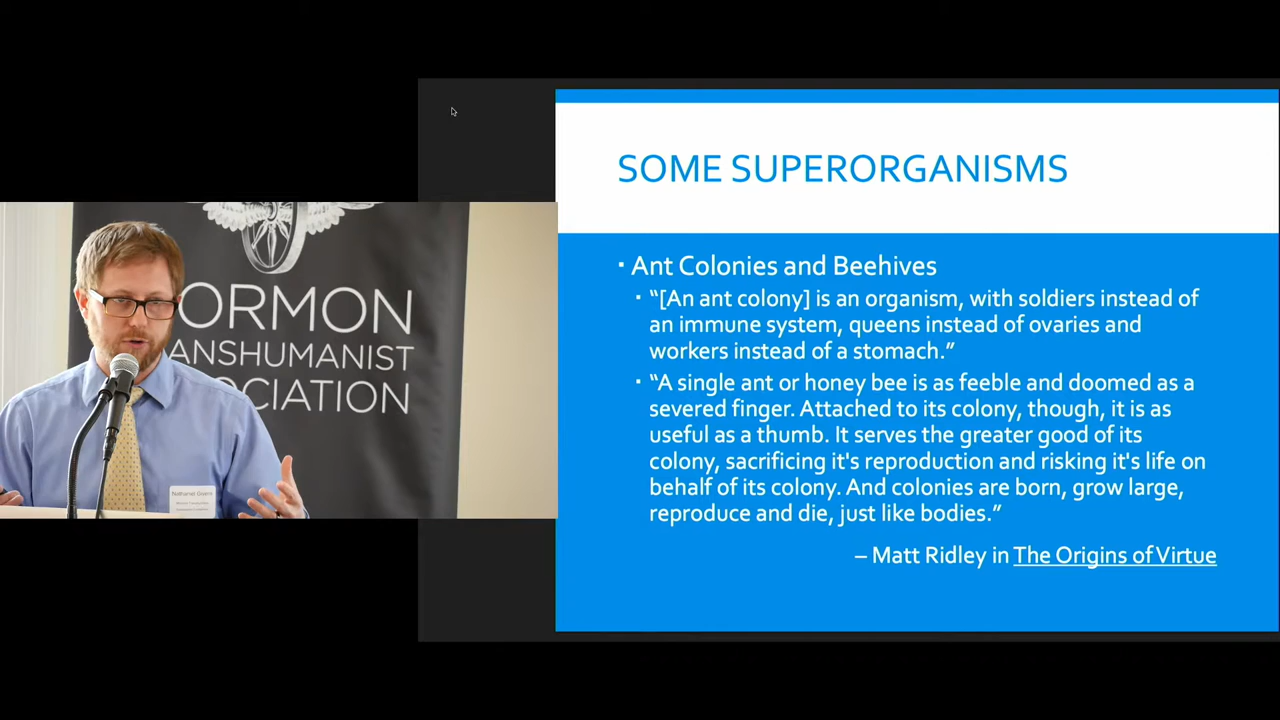 ORMON
ANSHUMANIST
OCIATION
Nathaniel
SOME SUPERORGANISMS
▪ Ant Colonies and Beehives
▪ “[An ant colony] is an organism, with soldiers instead of
an immune system, queens instead of ovaries and
workers instead of a stomach.”
▪ “A single ant or honey bee is as feeble and doomed as a
severed finger. Attached to its colony, though, it is as
useful as a thumb. It serves the greater good of its
colony, sacrificing it's reproduction and risking it's life on
behalf of its colony. And colonies are born, grow large,
reproduce and die, just like bodies.”
– Matt Ridley in The Origins of Virtue